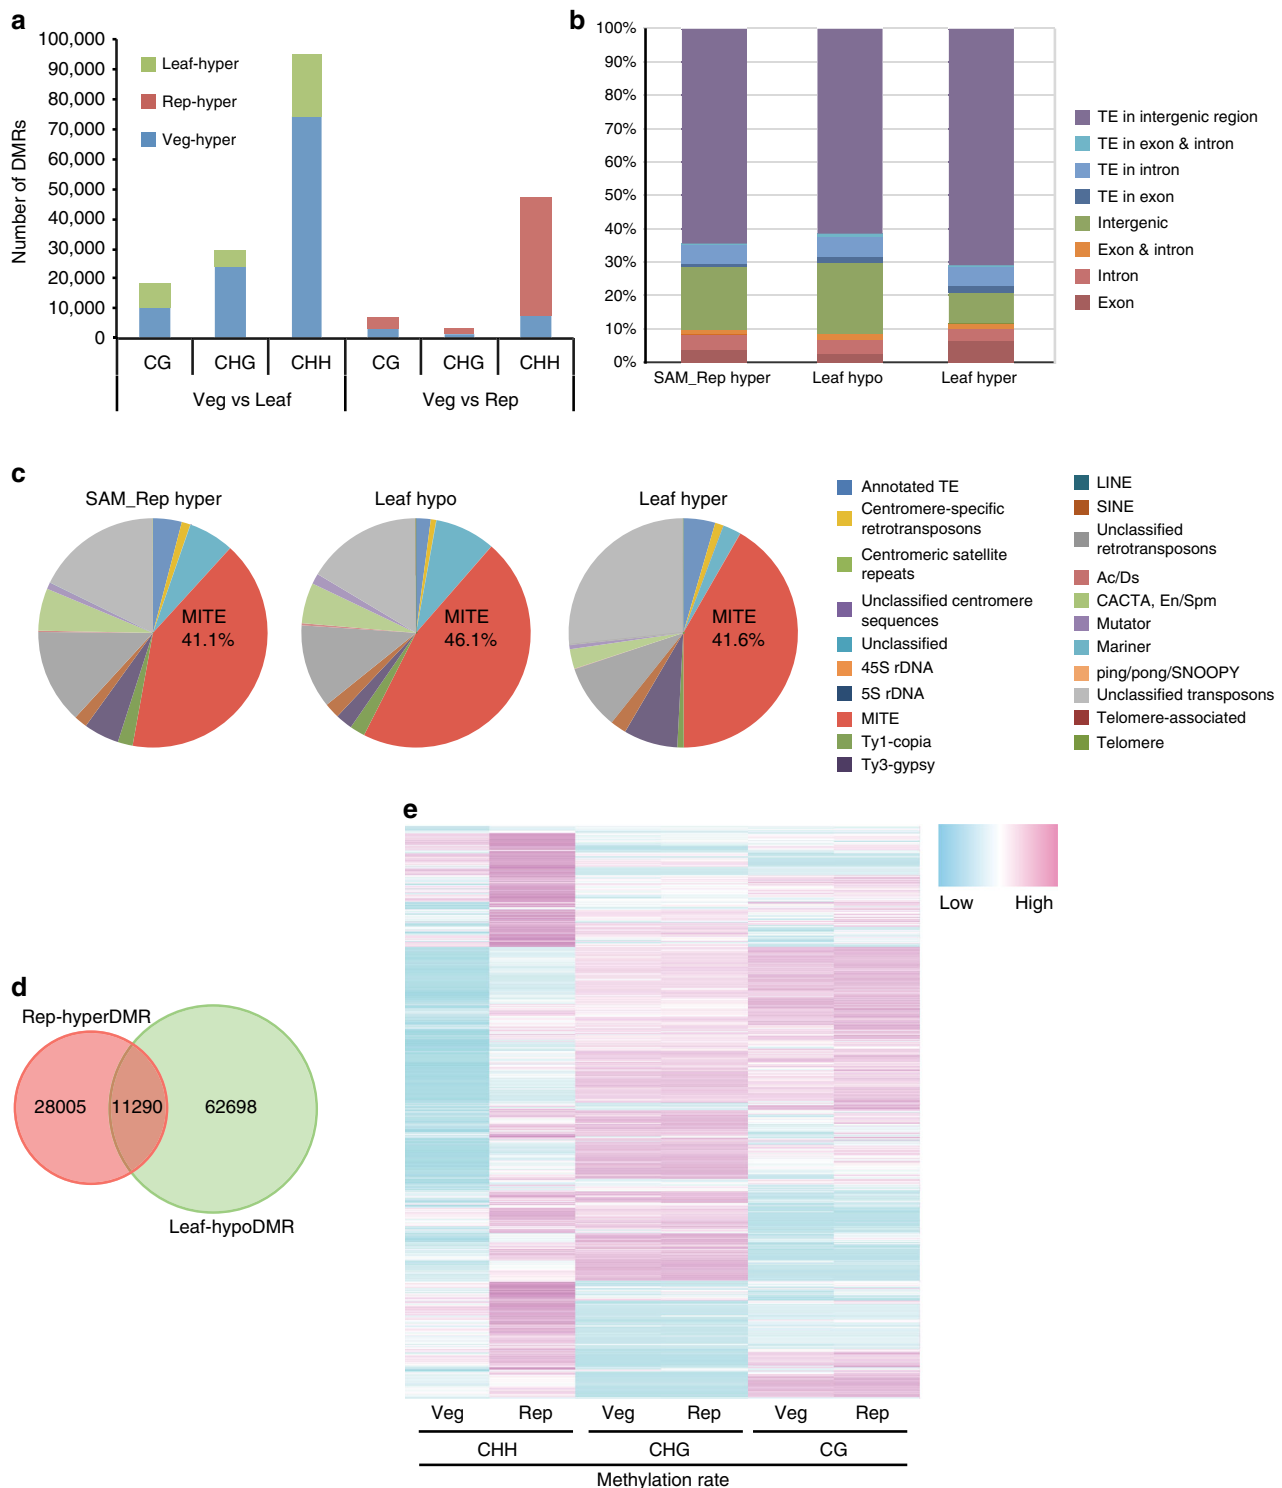 a
Number of DMRs
100,000
90,000
80,000
70,000
60,000
50,000
40,000
30,000
20,000
10,000
0
Leaf-hyper
Rep-hyper
Veg-hyper
CG CHG CHH CG CHG CHH
Veg vs Leaf Veg vs Rep
b
100%
90%
80%
70%
60%
50%
40%
30%
20%
10%
0%
SAM_Rep hyper Leaf hypo Leaf hyper
TE in intergenic region
TE in exon & intron
TE in intron
TE in exon
Intergenic
Exon & intron
Intron
Exon
c
SAM_Rep hyper
MITE
41.1%
Leaf hypo
MITE
46.1%
Leaf hyper
MITE
41.6%
Annotated TE
Centromere-specific
retrotransposons
Centromeric satellite
repeats
Unclassified centromere
sequences
Unclassified
45S rDNA
5S rDNA
MITE
Ty1-copia
Ty3-gypsy
LINE
SINE
Unclassified
retrotransposons
Ac/Ds
CACTA, En/Spm
Mutator
Mariner
ping/pong/SNOOPY
Unclassified transposons
Telomere-associated
Telomere
d
Rep-hyperDMR
28005 11290 62698
Leaf-hypoDMR
e
Low High
Veg Rep Veg Rep Veg Rep
CHH CHG CG
Methylation rate